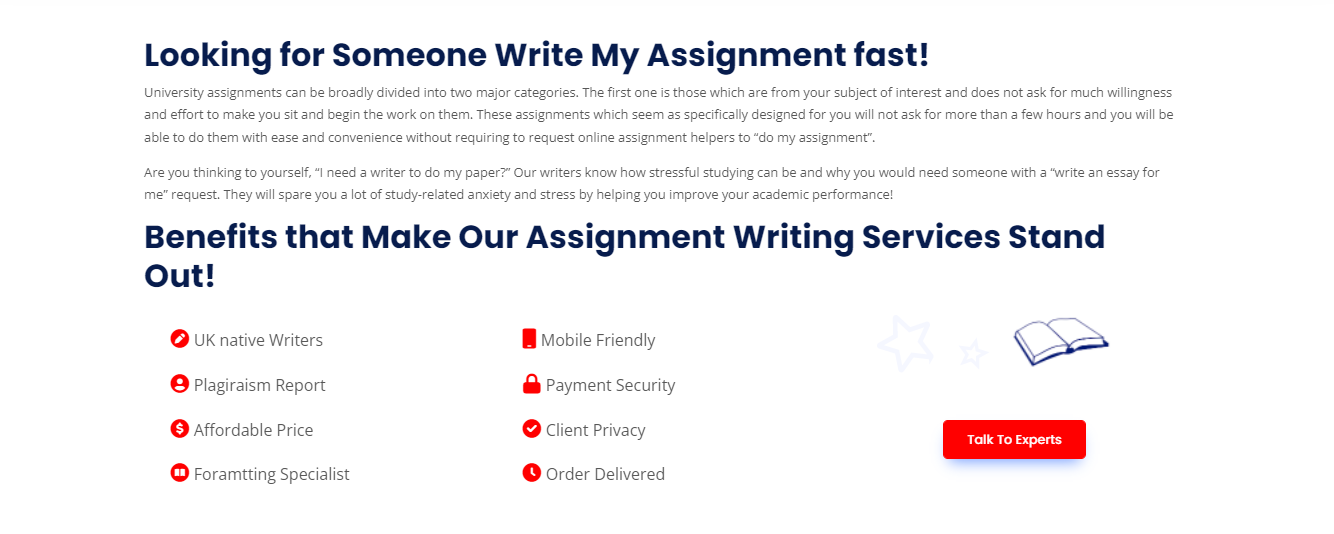 Looking for Someone Write My Assignment fast!
University assignments can be broadly divided into two major categories. The first one is those which are from your subject of interest and does not ask for much willingness
and effort to make you sit and begin the work on them. These assignments which seem as specifically designed for you will not ask for more than a few hours and you will be
able to do them with ease and convenience without requiring to request online assignment helpers to “do my assignment”.
Are you thinking to yourself, “I need a writer to do my paper?” Our writers know how stressful studying can be and why you would need someone with a “write an essay for
me” request. They will spare you a lot of study-related anxiety and stress by helping you improve your academic performance!
Benefits that Make Our Assignment Writing Services Stand
Out!
UK native Writers
Plagiraism Report
Affordable Price
Foramtting Specialist
Mobile Friendly
Payment Security
Client Privacy
Order Delivered
Talk To Experts